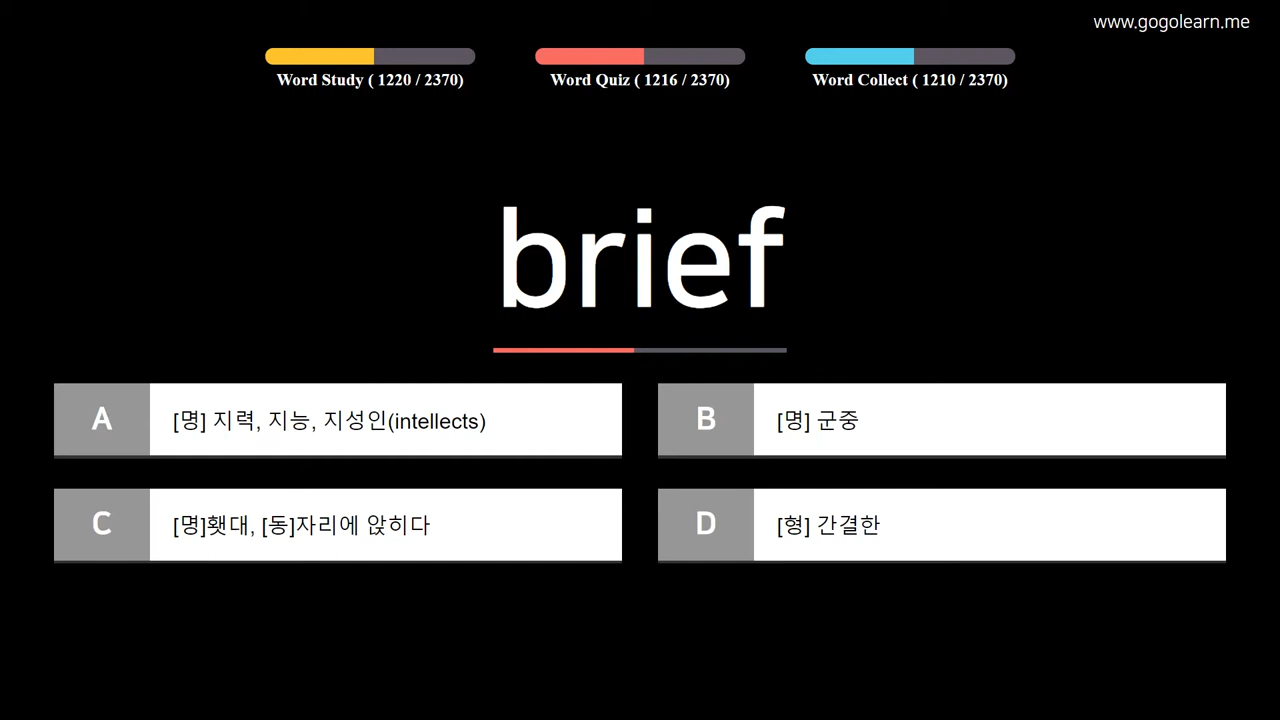 www.gogolearn.me
Word Study ( 1220 / 2370)
Word Quiz ( 1216 / 2370)
Word Collect ( 1210 / 2370)
brief
A
[명] 지력, 지능, 지성인(intellects)
B
[명] 군중
C
[명]횃대, [동]자리에 앉히다
D
[형] 간결한